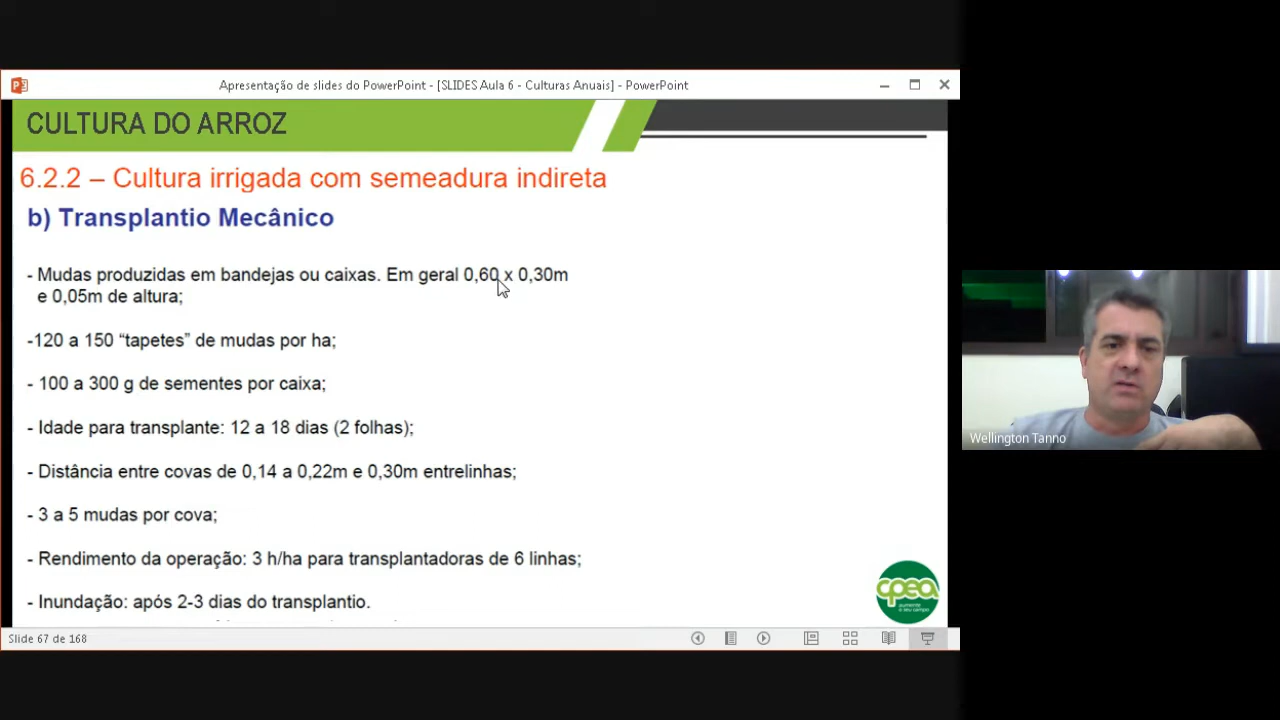 Apresentação de slides do PowerPoint - [SLIDES Aula 6 - Culturas Anuais] - PowerPoint
CULTURA DO ARROZ
6.2.2 – Cultura irrigada com semeadura indireta
b) Transplantio Mecânico
- Mudas produzidas em bandejas ou caixas. Em geral 0,60 x 0,30m
e 0,05m de altura;
-120 a 150 “tapetes” de mudas por ha;
- 100 a 300 g de sementes por caixa;
- Idade para transplante: 12 a 18 dias (2 folhas);
- Distância entre covas de 0,14 a 0,22m e 0,30m entrelinhas;
- 3 a 5 mudas por cova;
- Rendimento da operação: 3 h/ha para transplantadoras de 6 linhas;
- Inundação: após 2-3 dias do transplantio.
cpea
aumente
o seu campo
Slide 67 de 168
Wellington Tanno